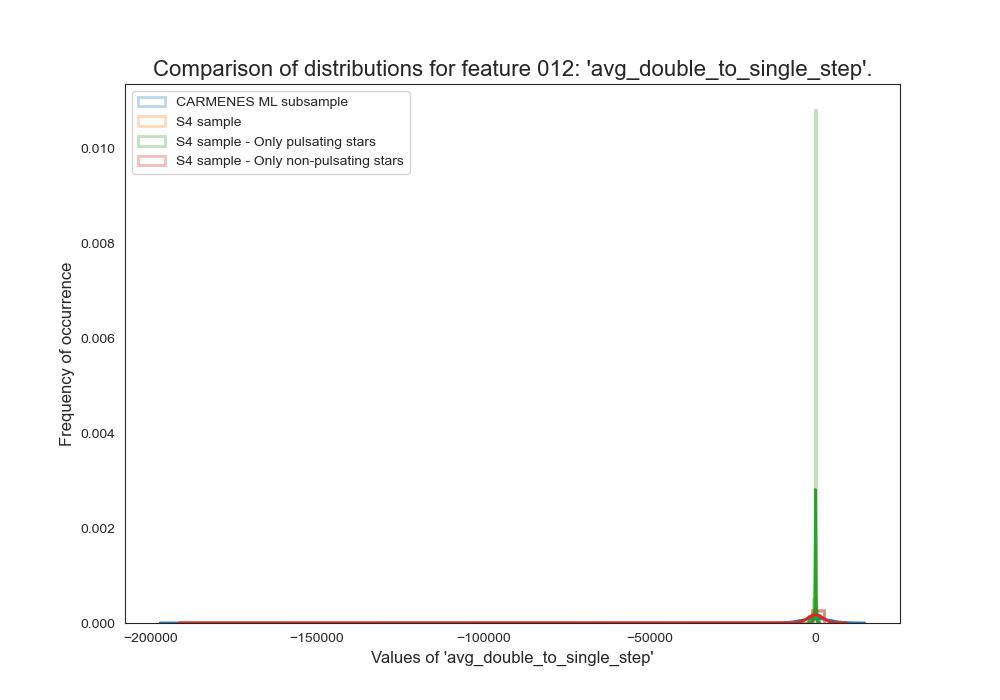 Comparison of distributions for feature 012: 'avg_double_to_single_step'.
CARMENES ML subsample
S4 sample
S4 sample - Only pulsating stars
S4 sample - Only non-pulsating stars
0.010
0.008
0.006
0.004
0.002
0.000
Frequency of occurrence
−200000 −150000 −100000 −50000 0
Values of 'avg_double_to_single_step'